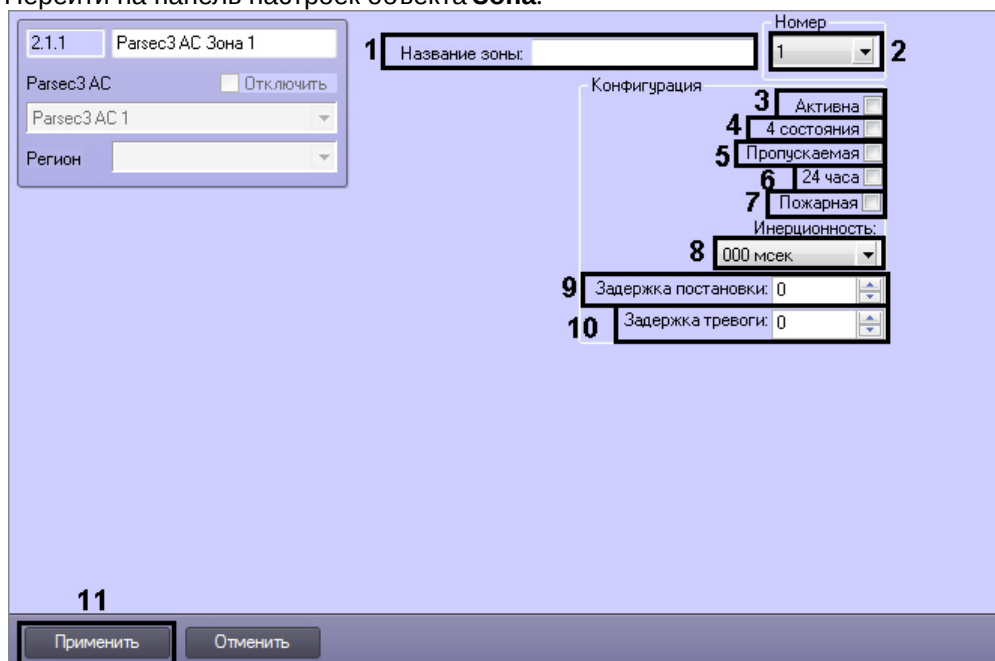 Перейти на панель настроек объекта Зона.
2.1.1 Parsec3 AC Зона 1
Parsec3 AC Отключить
Parsec3 AC 1
Регион
1 Название зоны:
Номер
1 2
Конфигурация
3 Активна
4 4 состояния
5 Пропускаемая
6 24 часа
7 Пожарная
Инерционность:
8 000 мсек
9 Задержка постановки: 0
10 Задержка тревоги: 0
11
Применить Отменить